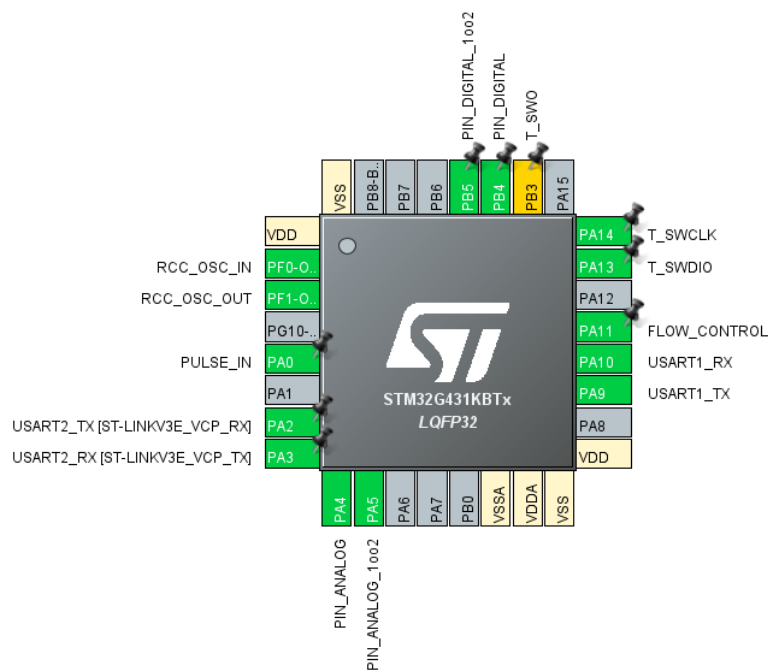 PIN_DIGITAL_1oo2
PIN_DIGITAL
T_SWO
VSS
PB8-B..
PB7
PB6
PB5
PB4
PB3
PA15
VDD
PA14
T_SWCLK
RCC_OSC_IN
PF0-O..
PA13
T_SWDIO
RCC_OSC_OUT
PF1-O..
PA12
PG10-..
PA11
FLOW_CONTROL
PULSE_IN
PA0
PA10
USART1_RX
PA1
PA9
USART1_TX
STM32G431KBTx
LQFP32
USART2_TX [ST-LINKV3E_VCP_RX]
PA2
PA8
USART2_RX [ST-LINKV3E_VCP_TX]
PA3
VDD
PA4
PA5
PA6
PA7
PB0
VSSA
VDDA
VSS
PIN_ANALOG
PIN_ANALOG_1oo2